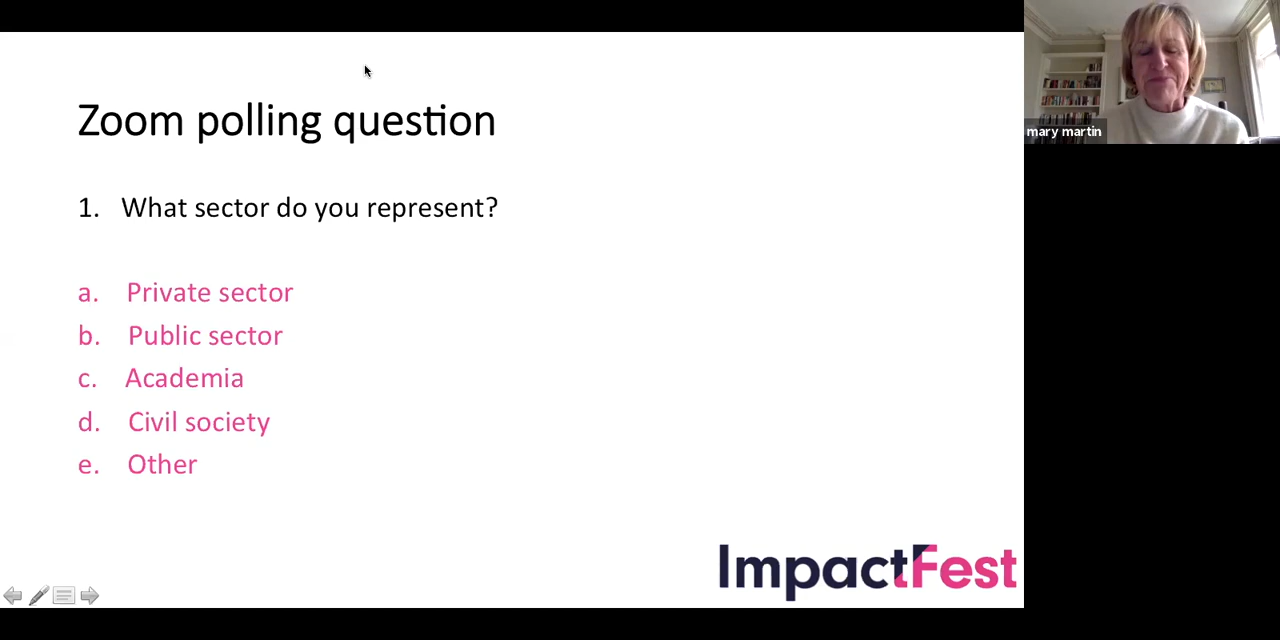 Zoom polling question
1. What sector do you represent?
a. Private sector
b. Public sector
c. Academia
d. Civil society
e. Other
ImpactFest
mary martin